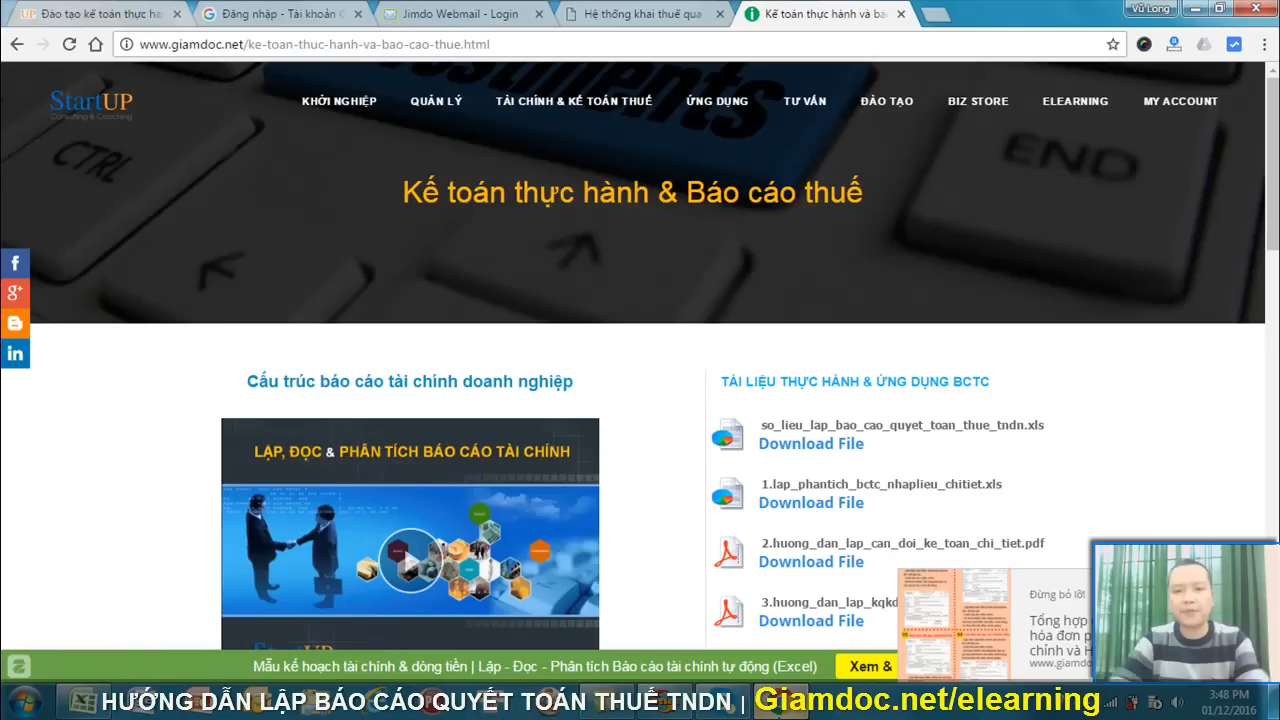 Đào tạo kế toán thực hàn
Đăng nhập - Tài khoản G
Jimdo Webmail - Login
Hệ thống khai thuế qua
Kế toán thực hành và bá
Vũ Long
www.giamdoc.net/ke-toan-thuc-hanh-va-bao-cao-thue.html
StartUP
Consulting & Coaching
KHỞI NGHIỆP
QUẢN LÝ
TÀI CHÍNH & KẾ TOÁN THUẾ
ỨNG DỤNG
TƯ VẤN
ĐÀO TẠO
BIZ STORE
ELEARNING
MY ACCOUNT
CTRL
END
Kế toán thực hành & Báo cáo thuế
Cấu trúc báo cáo tài chính doanh nghiệp
LẬP, ĐỌC & PHÂN TÍCH BÁO CÁO TÀI CHÍNH
TÀI LIỆU THỰC HÀNH & ỨNG DỤNG BCTC
so_lieu_lap_bao_cao_quyet_toan_thue_tndn.xls
Download File
1.lap_phantich_bctc_nhaplieu_chitiet.xls
Download File
2.huong_dan_lap_can_doi_ke_toan_chi_tiet.pdf
Download File
3.huong_dan_lap_kqkd
Download File
Đừng bỏ lỡ!
Tổng hợp
hóa đơn p
chỉnh và H
www.giamdo
Mẫu kế hoạch tài chính & dòng tiền | Lập - Đọc - Phân tích Báo cáo tài chính tự động (Excel)
Xem &
HƯỚNG DẪN LẬP BÁO CÁO QUYẾT TOÁN THUẾ TNDN | Giamdoc.net/elearning
3:48 PM
01/12/2016